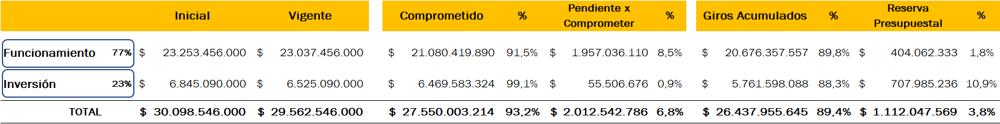 Inicial Vigente Comprometido % Pendiente x Comprometer % Giros Acumulados % Reserva Presupuestal %
Funcionamiento 77% $ 23.253.456.000 $ 23.037.456.000 $ 21.080.419.890 91,5% $ 1.957.036.110 8,5% $ 20.676.357.557 89,8% $ 404.062.333 1,8%
Inversión 23% $ 6.845.090.000 $ 6.525.090.000 $ 6.469.583.324 99,1% $ 55.506.676 0,9% $ 5.761.598.088 88,3% $ 707.985.236 10,9%
TOTAL $ 30.098.546.000 $ 29.562.546.000 $ 27.550.003.214 93,2% $ 2.012.542.786 6,8% $ 26.437.955.645 89,4% $ 1.112.047.569 3,8%